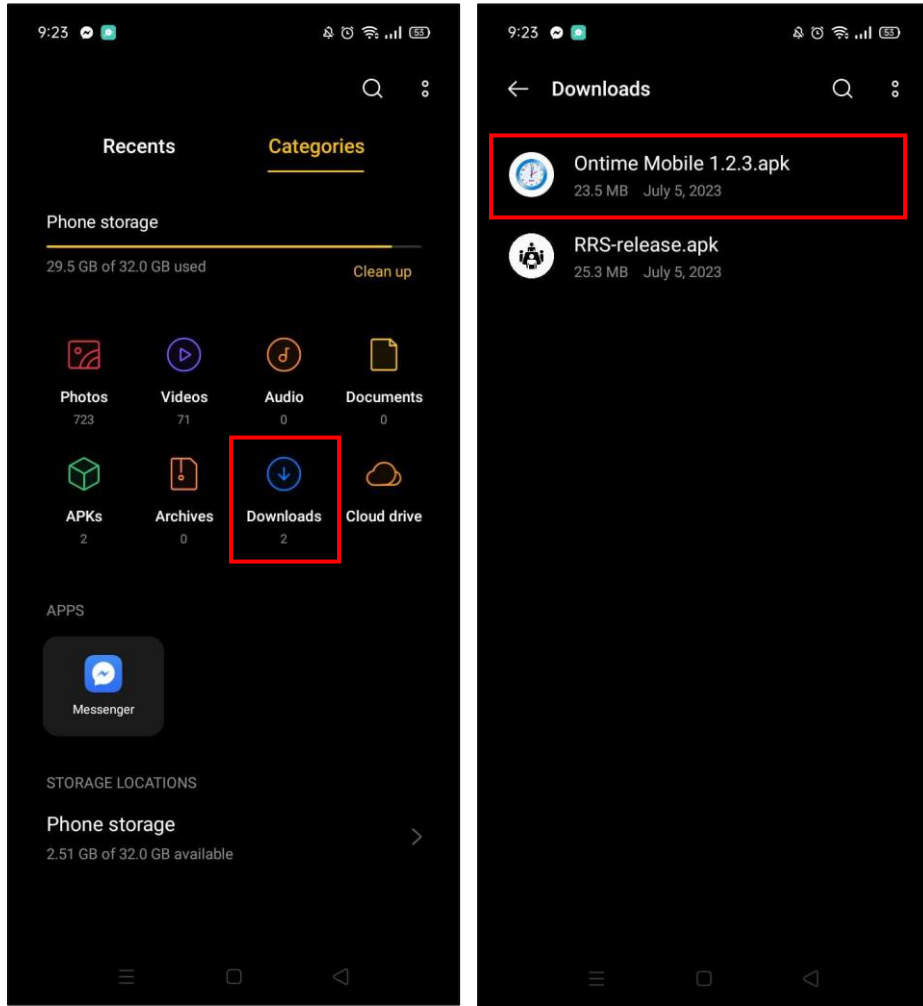 9:23
53
Recents Categories
Phone storage
29.5 GB of 32.0 GB used
Clean up
Photos Videos Audio Documents
723 71 0 0
APKs Archives Downloads Cloud drive
2 0 2
APPS
Messenger
STORAGE LOCATIONS
Phone storage
2.51 GB of 32.0 GB available
9:23
53
Downloads
Ontime Mobile 1.2.3.apk
23.5 MB July 5, 2023
RRS-release.apk
25.3 MB July 5, 2023